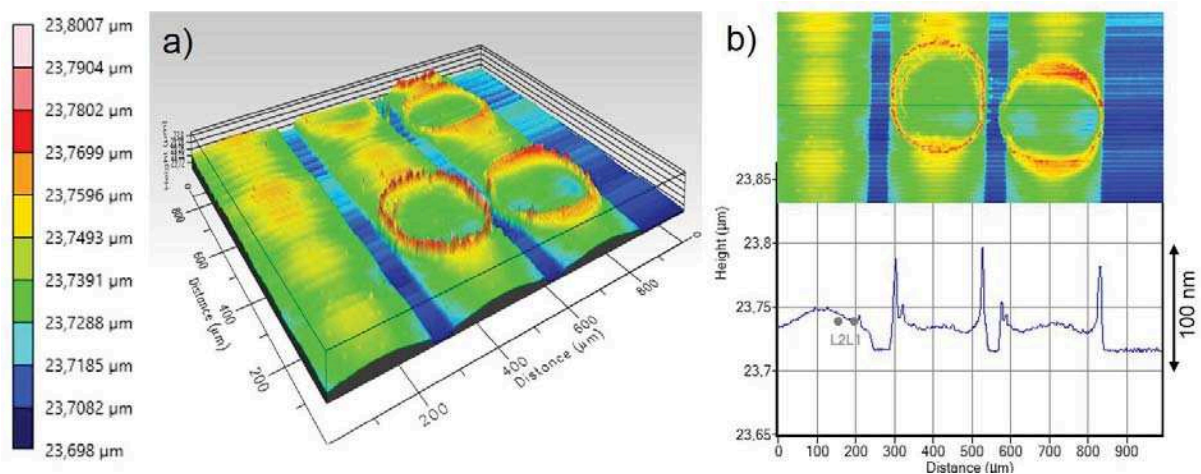 23,8007 µm
23,7904 µm
23,7802 µm
23,7699 µm
23,7596 µm
23,7493 µm
23,7391 µm
23,7288 µm
23,7185 µm
23,7082 µm
23,698 µm
a)
Height (µm)
0
800
600
400
200
Distance (µm)
200
400
600
800
0
Distance (µm)
b)
23.85
23.8
23.75
23.7
23.65
Height (µm)
L2L1
100 nm
0 100 200 300 400 500 600 700 800 900
Distance (µm)